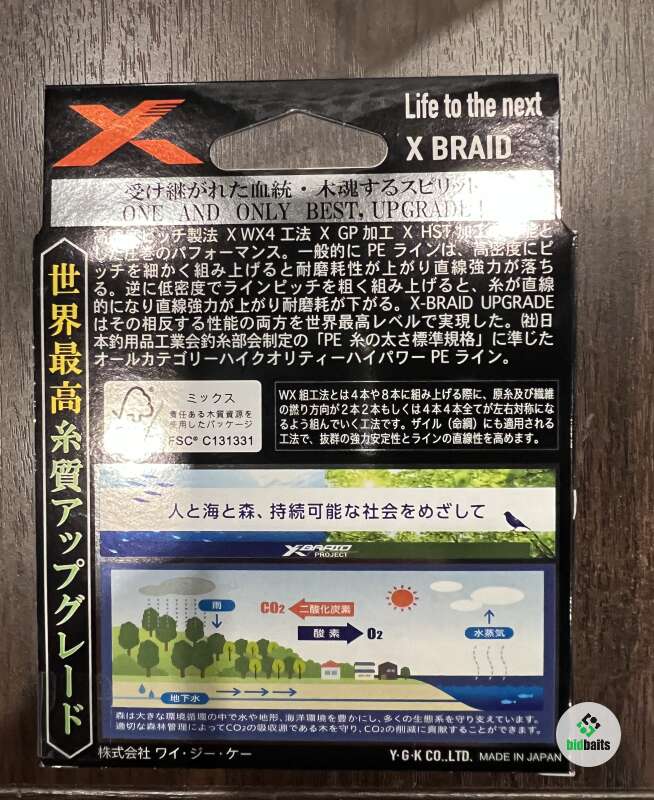 X
Life to the next
X BRAID
受け継がれた血統・木魂するスピリット
ONE AND ONLY BEST, UPGRADE!
ピッチ製法 X WX4 工法 X GP 加工 X HST 加工
した圧巻のパフォーマンス。一般的に PE ラインは、高密度にピ
ッチを細かく組み上げると耐磨耗性が上がり直線強力が落ち
る。逆に低密度でラインピッチを粗く組み上げると、糸が直線
的になり直線強力が上がり耐磨耗が下がる。X-BRAID UPGRADE
はその相反する性能の両方を世界最高レベルで実現した。㈳日
本釣用品工業会釣糸部会制定の「PE 糸の太さ標準規格」に準じた
オールカテゴリーハイクオリティーハイパワー PE ライン。
世界最高糸質アップグレード
FSC
ミックス
責任ある木質資源を
使用したパッケージ
FSC® C131331
WX 組工法とは4本や8本に組み上げる際に、原糸及び繊維
の撚り方向が2本2本もしくは4本4本全てが左右対称にな
るよう組んでいく工法です。ザイル（命綱）にも適用される
工法で、抜群の強力安定性とラインの直線性を高めます。
人と海と森、持続可能な社会をめざして
X-BRAID
PROJECT
雨
CO2
二酸化炭素
酸素
O2
水蒸気
地下水
森は大きな環境循環の中で水や地形、海洋環境を豊かにし、多くの生態系を守り支えています。
適切な森林管理によってCO2の吸収源である木を守り、CO2の削減に貢献することができます。
株式会社 ワイ・ジー・ケー
Y・G・K CO.,LTD. MADE IN JAPAN
bidbaits